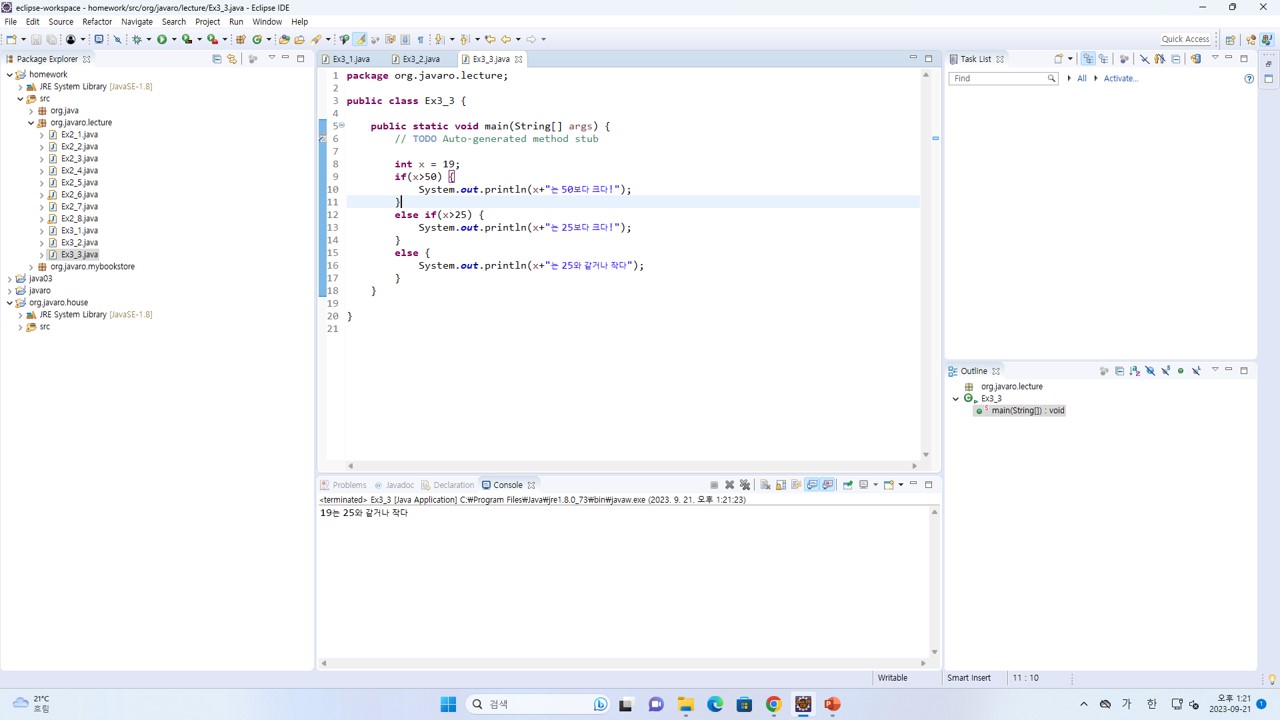 eclipse-workspace - homework/src/org/javaro/lecture/Ex3_3.java - Eclipse IDE
File Edit Source Refactor Navigate Search Project Run Window Help
Quick Access
Package Explorer
homework
JRE System Library [JavaSE-1.8]
src
org.java
org.javaro.lecture
Ex2_1.java
Ex2_2.java
Ex2_3.java
Ex2_4.java
Ex2_5.java
Ex2_6.java
Ex2_7.java
Ex2_8.java
Ex3_1.java
Ex3_2.java
Ex3_3.java
org.javaro.mybookstore
java03
javaro
org.javaro.house
JRE System Library [JavaSE-1.8]
src
Ex3_1.java Ex3_2.java Ex3_3.java
1 package org.javaro.lecture;
2
3 public class Ex3_3 {
4
5 public static void main(String[] args) {
6 // TODO Auto-generated method stub
7
8 int x = 19;
9 if(x>50) {
10 System.out.println(x+"는 50보다 크다!");
11 }
12 else if(x>25) {
13 System.out.println(x+"는 25보다 크다!");
14 }
15 else {
16 System.out.println(x+"는 25와 같거나 작다");
17 }
18 }
19
20 }
21
Task List
Find All Activate...
Outline
org.javaro.lecture
Ex3_3
main(String[]) : void
Problems Javadoc Declaration Console
<terminated> Ex3_3 [Java Application] C:₩Program Files₩Java₩jre1.8.0_73₩bin₩javaw.exe (2023. 9. 21. 오후 1:21:23)
19는 25와 같거나 작다
Writable Smart Insert 11 : 10
21°C
흐림
검색
가 한
오후 1:21
2023-09-21